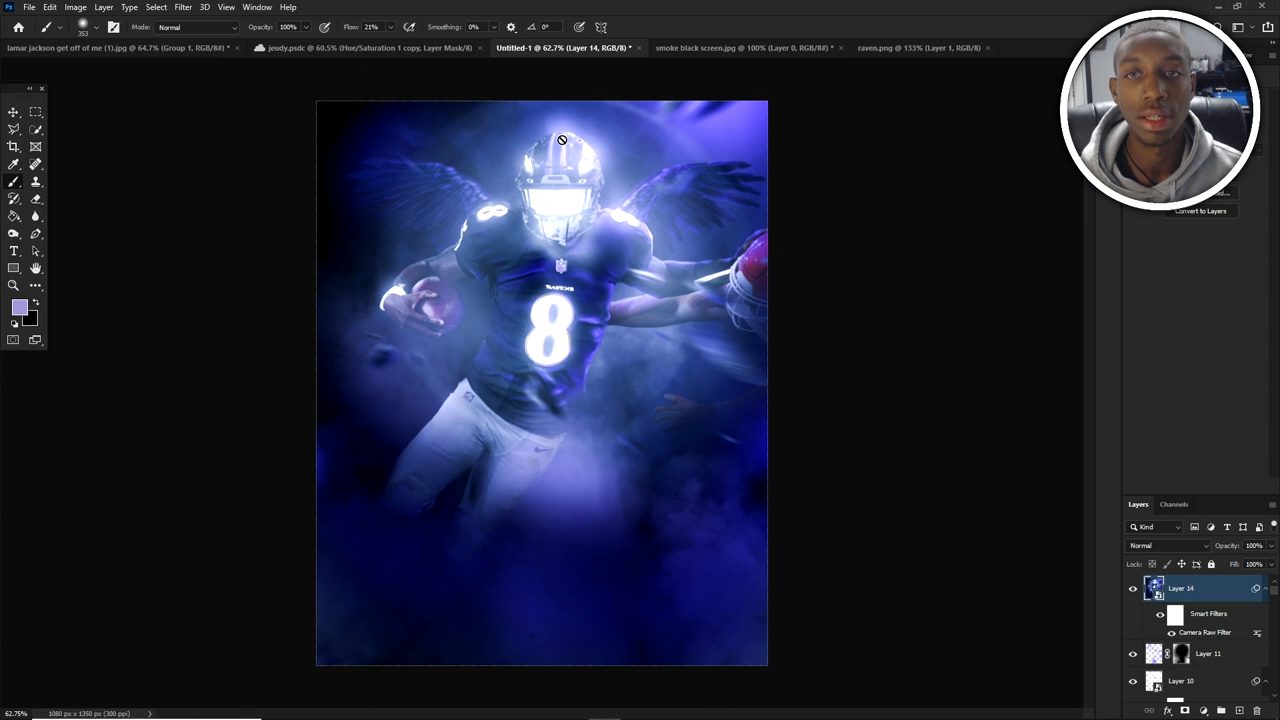 Ps File Edit Image Layer Type Select Filter 3D View Window Help
353 Mode: Normal Opacity: 100% Flow: 21% Smoothing: 0% 0°
lamar jackson get off of me (1).jpg @ 64.7% (Group 1, RGB/8#) * × jeudy.psdc @ 60.5% (Hue/Saturation 1 copy, Layer Mask/8) × Untitled-1 @ 62.7% (Layer 14, RGB/8) * × smoke black screen.jpg @ 100% (Layer 0, RGB/8#) * × raven.png @ 133% (Layer 1, RGB/8) ×
Convert to Layers
RAVENS
8
Layers Channels
Kind
Normal Opacity: 100%
Lock: Fill: 100%
Layer 14
Smart Filters
Camera Raw Filter
Layer 11
Layer 10
fx
62.75% 1080 px x 1350 px (300 ppi)